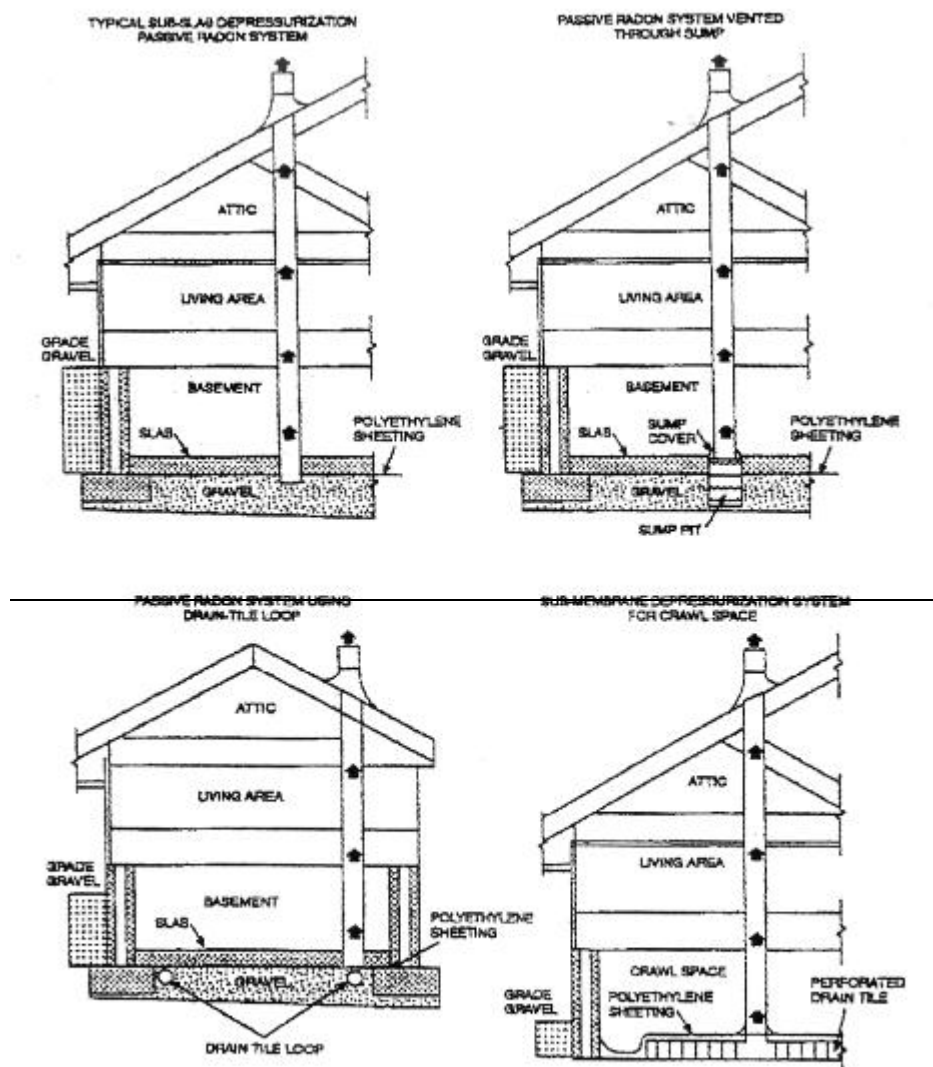 TYPICAL SUB-SLAB DEPRESSURIZATION
PASSIVE RADON SYSTEM
ATTIC
LIVING AREA
GRADE
GRAVEL
BASEMENT
SLAB
POLYETHYLENE
SHEETING
GRAVEL
PASSIVE RADON SYSTEM VENTED
THROUGH SUMP
ATTIC
LIVING AREA
GRADE
GRAVEL
BASEMENT
SLAB
SUMP
COVER
POLYETHYLENE
SHEETING
GRAVEL
SUMP PIT
PASSIVE RADON SYSTEM USING
DRAIN-TILE LOOP
ATTIC
LIVING AREA
GRADE
GRAVEL
BASEMENT
SLAB
POLYETHYLENE
SHEETING
GRAVEL
DRAIN TILE LOOP
SUB-MEMBRANE DEPRESSURIZATION SYSTEM
FOR CRAWL SPACE
ATTIC
LIVING AREA
CRAWL SPACE
GRADE
GRAVEL
POLYETHYLENE
SHEETING
PERFORATED
DRAIN TILE